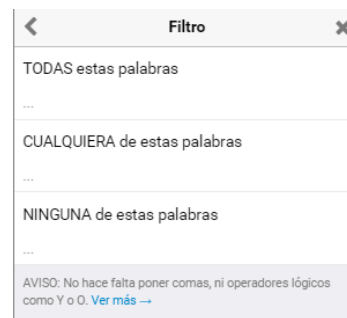 Filtro
TODAS estas palabras
...
CUALQUIERA de estas palabras
...
NINGUNA de estas palabras
...
AVISO: No hace falta poner comas, ni operadores lógicos
como Y o O. Ver más →